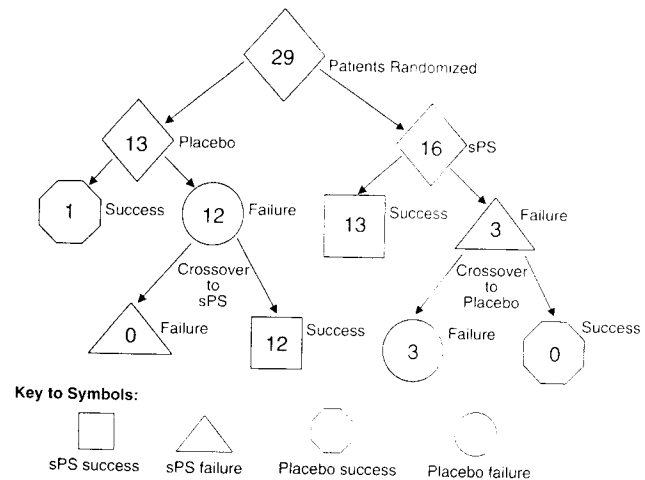 29
Patients Randomized
13 Placebo
16 sPS
1 Success
12 Failure
13 Success
3 Failure
Crossover
to
sPS
Crossover
to
Placebo
0 Failure
12 Success
3 Failure
0 Success
Key to Symbols:
sPS success
sPS failure
Placebo success
Placebo failure